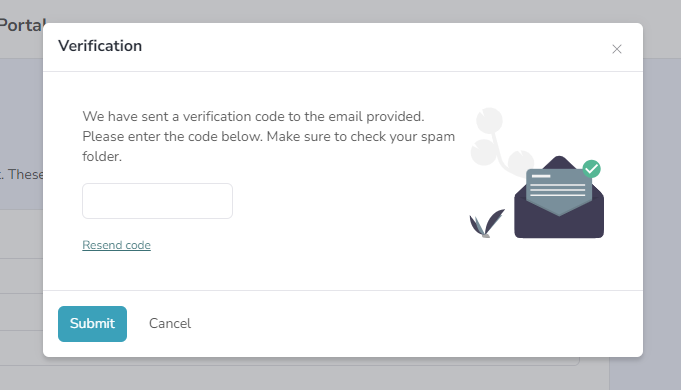 Portal
Verification
We have sent a verification code to the email provided.
Please enter the code below. Make sure to check your spam
folder.
. These
Resend code
Submit
Cancel